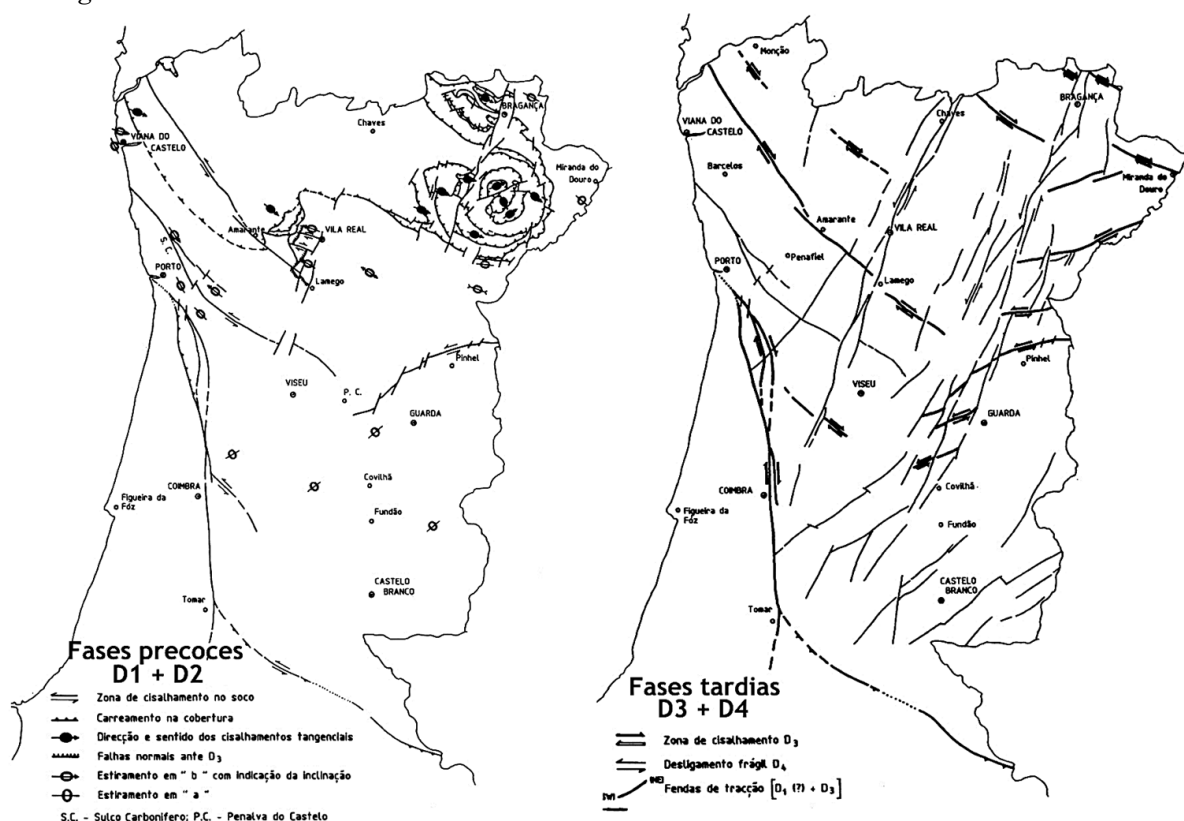 Chaves
BRAGANÇA
VIANA DO
CASTELO
Miranda do
Douro
Amarante
VILA REAL
S.C.
PORTO
Lamego
Pinhel
VISEU
P. C.
GUARDA
COIMBRA
Covilhã
Figueira da
Fóz
Fundão
CASTELO
BRANCO
Tomar
Fases precoces
D1 + D2
Zona de cisalhamento no soco
Carreamento na cobertura
Direcção e sentido dos cisalhamentos tangenciais
Falhas normais ante D3
Estiramento em " b " com indicação da inclinação
Estiramento em " a "
S.C. - Sulco Carbonífero; P.C. - Penalva do Castelo
Monção
BRAGANÇA
Chaves
VIANA DO
CASTELO
Barcelos
Miranda do
Douro
Amarante
VILA REAL
Penafiel
PORTO
Lamego
Pinhel
VISEU
GUARDA
COIMBRA
Covilhã
Figueira da
Fóz
Fundão
CASTELO
BRANCO
Tomar
Fases tardias
D3 + D4
Zona de cisalhamento D3
Desligamento frágil D4
(NE)
Fendas de tracção [D1 (?) + D3]